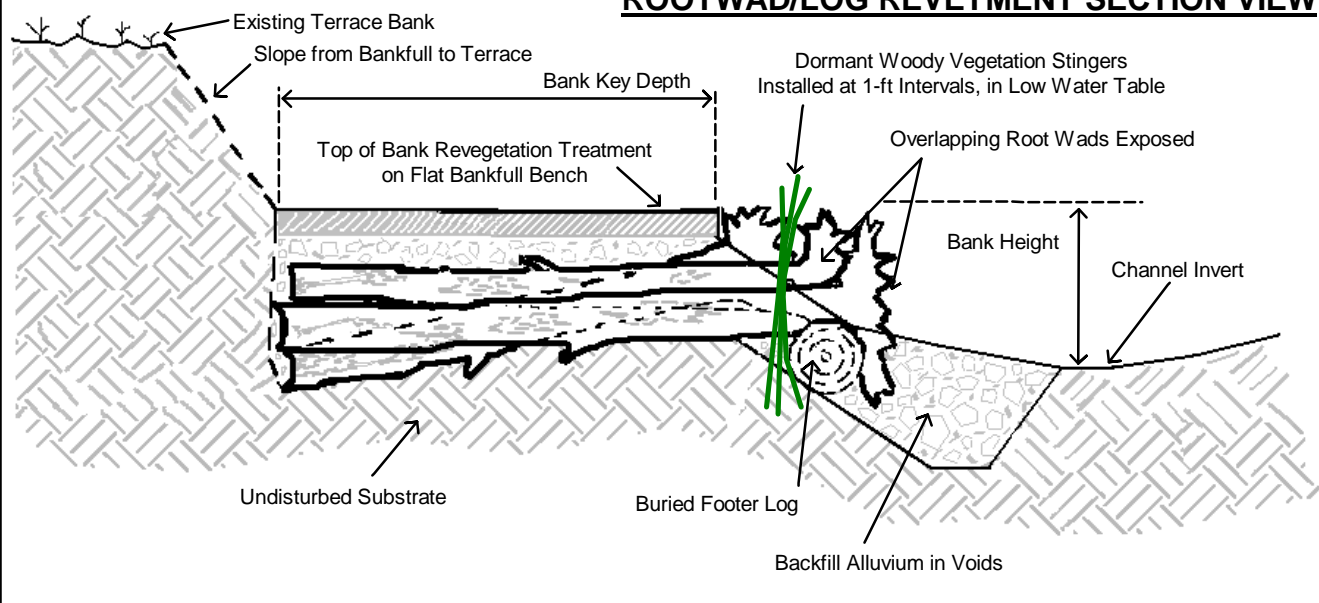 ROOTWAD/LOG REVETMENT SECTION VIEW
Existing Terrace Bank
Slope from Bankfull to Terrace
Bank Key Depth
Dormant Woody Vegetation Stingers
Installed at 1-ft Intervals, in Low Water Table
Top of Bank Revegetation Treatment
on Flat Bankfull Bench
Overlapping Root Wads Exposed
Bank Height
Channel Invert
Undisturbed Substrate
Buried Footer Log
Backfill Alluvium in Voids